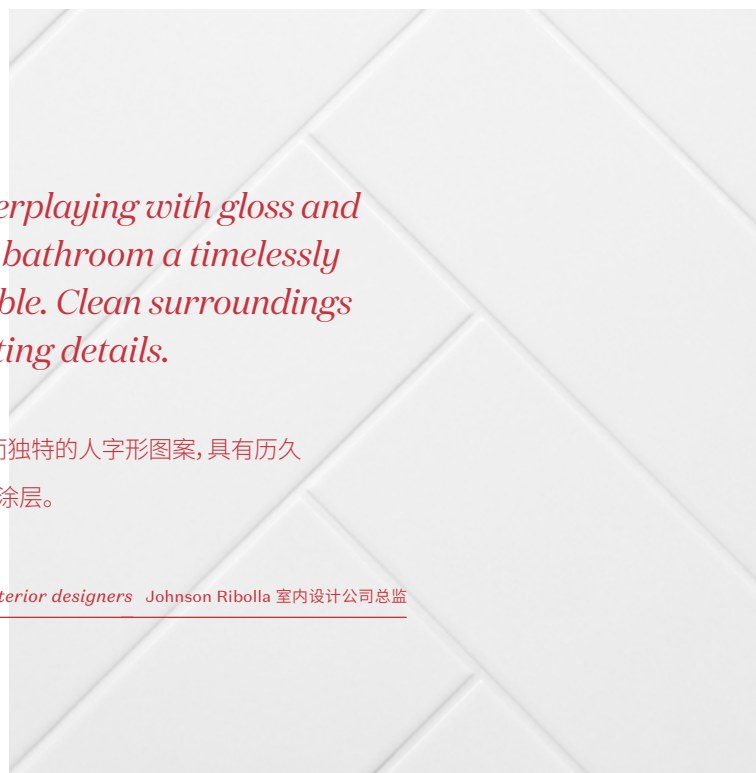 erplaying with gloss and
bathroom a timelessly
ble. Clean surroundings
ting details.
而独特的人字形图案，具有历久
涂层。
terior designers Johnson Ribolla 室内设计公司总监